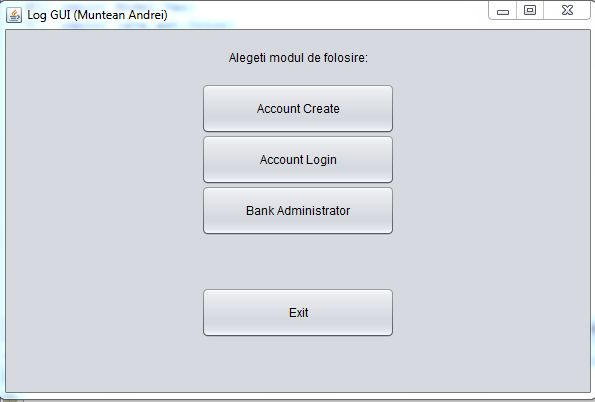 Log GUI (Muntean Andrei)
Alegeti modul de folosire:
Account Create
Account Login
Bank Administrator
Exit